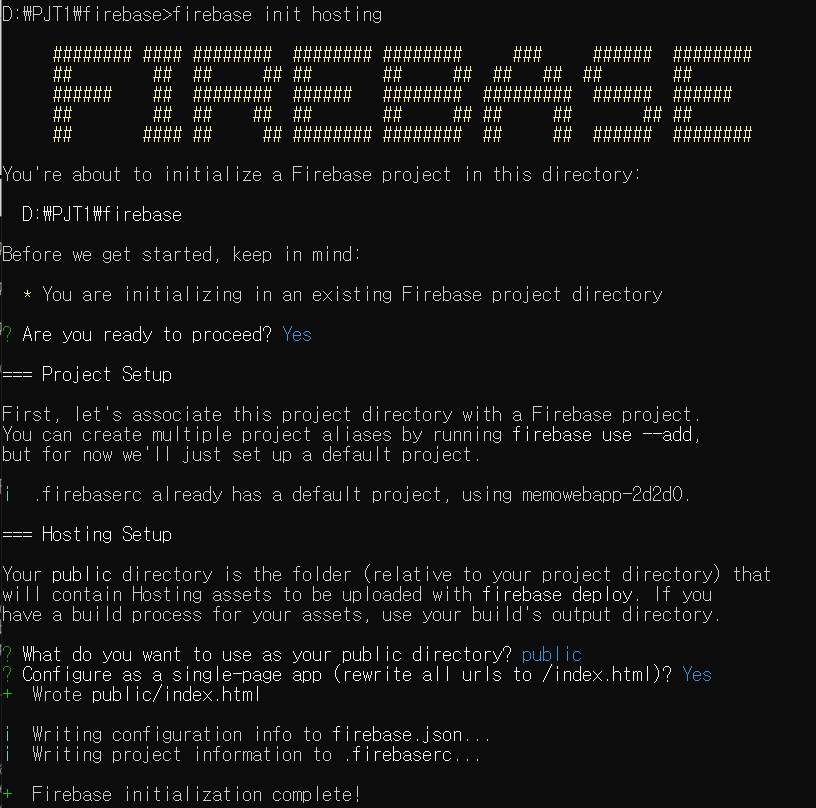 D:₩PJT1₩firebase>firebase init hosting
FIREBASE
You're about to initialize a Firebase project in this directory:
D:₩PJT1₩firebase
Before we get started, keep in mind:
* You are initializing in an existing Firebase project directory
? Are you ready to proceed? Yes
=== Project Setup
First, let's associate this project directory with a Firebase project.
You can create multiple project aliases by running firebase use --add,
but for now we'll just set up a default project.
i .firebaserc already has a default project, using memowebapp-2d2d0.
=== Hosting Setup
Your public directory is the folder (relative to your project directory) that
will contain Hosting assets to be uploaded with firebase deploy. If you
have a build process for your assets, use your build's output directory.
? What do you want to use as your public directory? public
? Configure as a single-page app (rewrite all urls to /index.html)? Yes
+ Wrote public/index.html
i Writing configuration info to firebase.json...
i Writing project information to .firebaserc...
+ Firebase initialization complete!